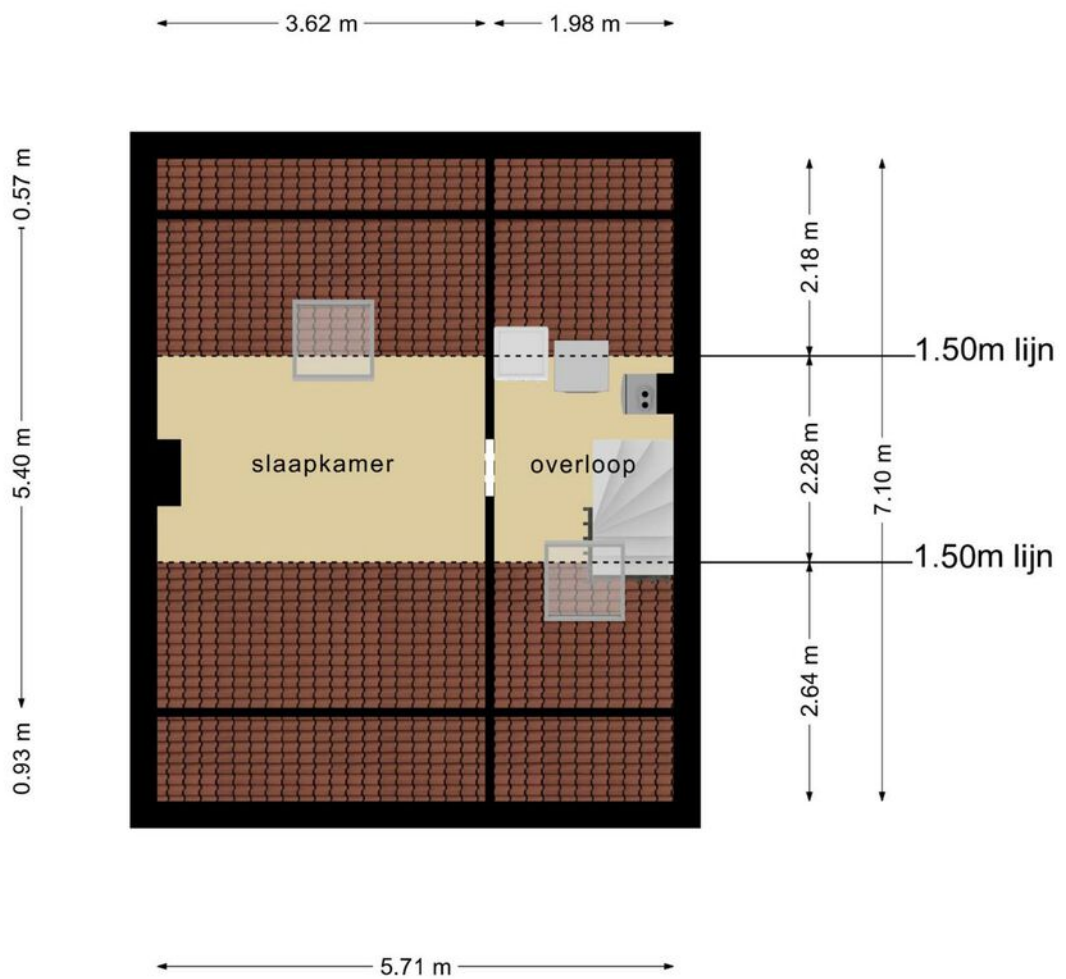 3.62 m
1.98 m
0.57 m
5.40 m
0.93 m
2.18 m
2.28 m
2.64 m
7.10 m
1.50m lijn
1.50m lijn
slaapkamer
overloop
5.71 m